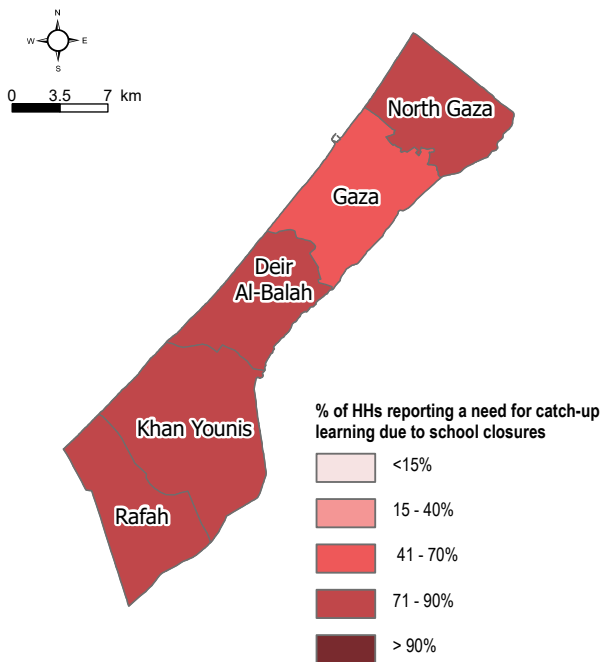 N
W E
S
0 3.5 7 km
North Gaza
Gaza
Deir
Al-Balah
Khan Younis
Rafah
% of HHs reporting a need for catch-up
learning due to school closures
<15%
15 - 40%
41 - 70%
71 - 90%
> 90%